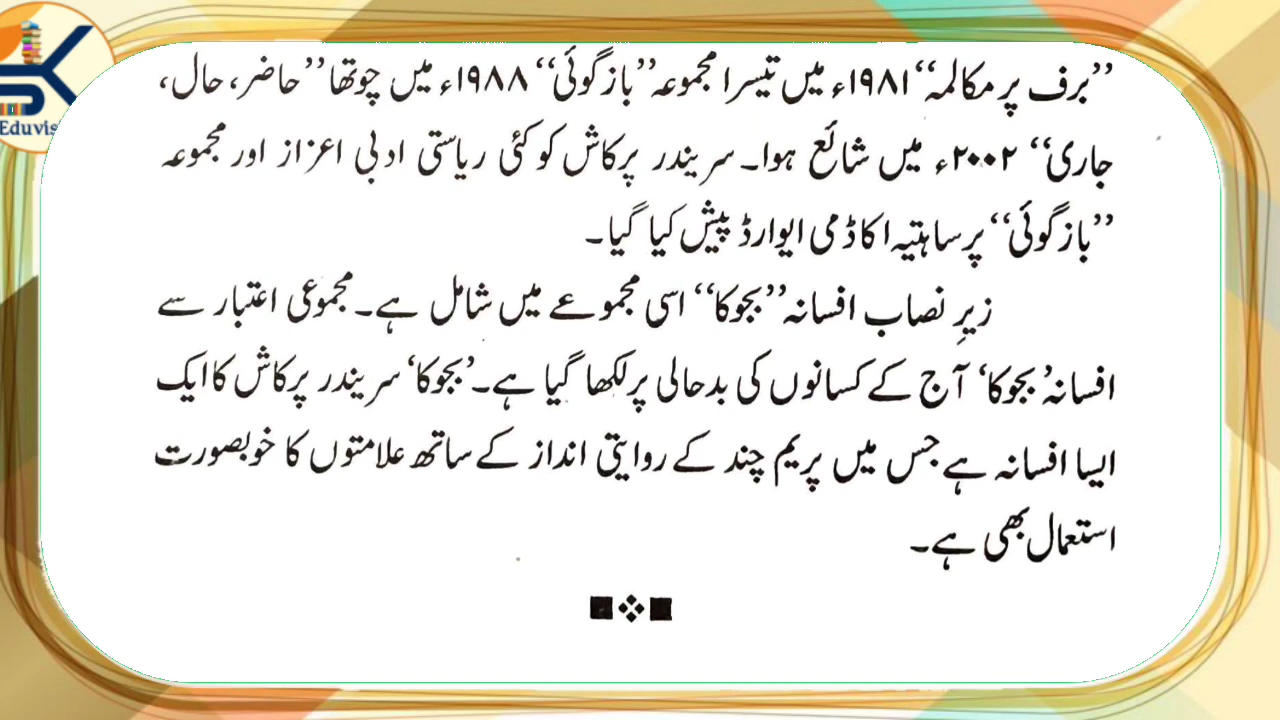 ’’برف پر مکالمہ‘‘ ۱۹۸۱ء میں تیسرا مجموعہ ’’بازگوئی‘‘ ۱۹۸۸ء میں چوتھا ’’حاضر، حال،
جاری‘‘ ۲۰۰۲ء میں شائع ہوا۔ سریندر پرکاش کو کئی ریاستی ادبی اعزاز اور مجموعہ
’’بازگوئی‘‘ پر ساہتیہ اکاڈمی ایوارڈ پیش کیا گیا۔
زیرِ نصاب افسانہ ’’بجوکا‘‘ اسی مجموعے میں شامل ہے۔ مجموعی اعتبار سے
افسانہ ’بجوکا‘ آج کے کسانوں کی بدحالی پر لکھا گیا ہے۔ ’بجوکا‘ سریندر پرکاش کا ایک
ایسا افسانہ ہے جس میں پریم چند کے روایتی انداز کے ساتھ علامتوں کا خوبصورت
استعمال بھی ہے۔
SK
Eduvis